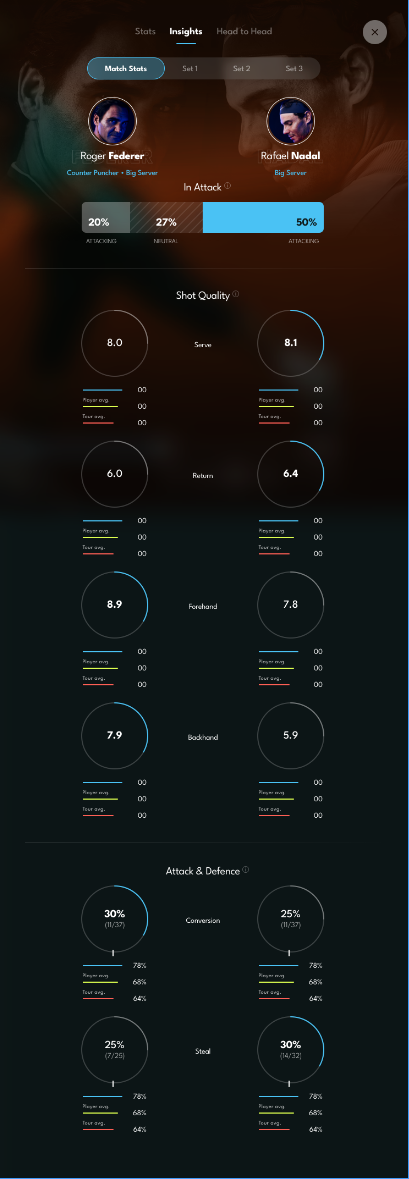 Stats Insights Head to Head
Match Stats Set 1 Set 2 Set 3
Roger Federer Rafael Nadal
Counter Puncher • Big Server Big Server
In Attack
20% 27% 50%
ATTACKING NEUTRAL ATTACKING
Shot Quality
8.0 Serve 8.1
00 00
Player avg. Player avg.
00 00
Tour avg. Tour avg.
00 00
6.0 Return 6.4
00 00
Player avg. Player avg.
00 00
Tour avg. Tour avg.
00 00
8.9 Forehand 7.8
00 00
Player avg. Player avg.
00 00
Tour avg. Tour avg.
00 00
7.9 Backhand 5.9
00 00
Player avg. Player avg.
00 00
Tour avg. Tour avg.
00 00
Attack & Defence
30% Conversion 25%
(11/37) (11/37)
78% 78%
Player avg. Player avg.
68% 68%
Tour avg. Tour avg.
64% 64%
25% Steal 30%
(7/25) (14/32)
78% 78%
Player avg. Player avg.
68% 68%
Tour avg. Tour avg.
64% 64%